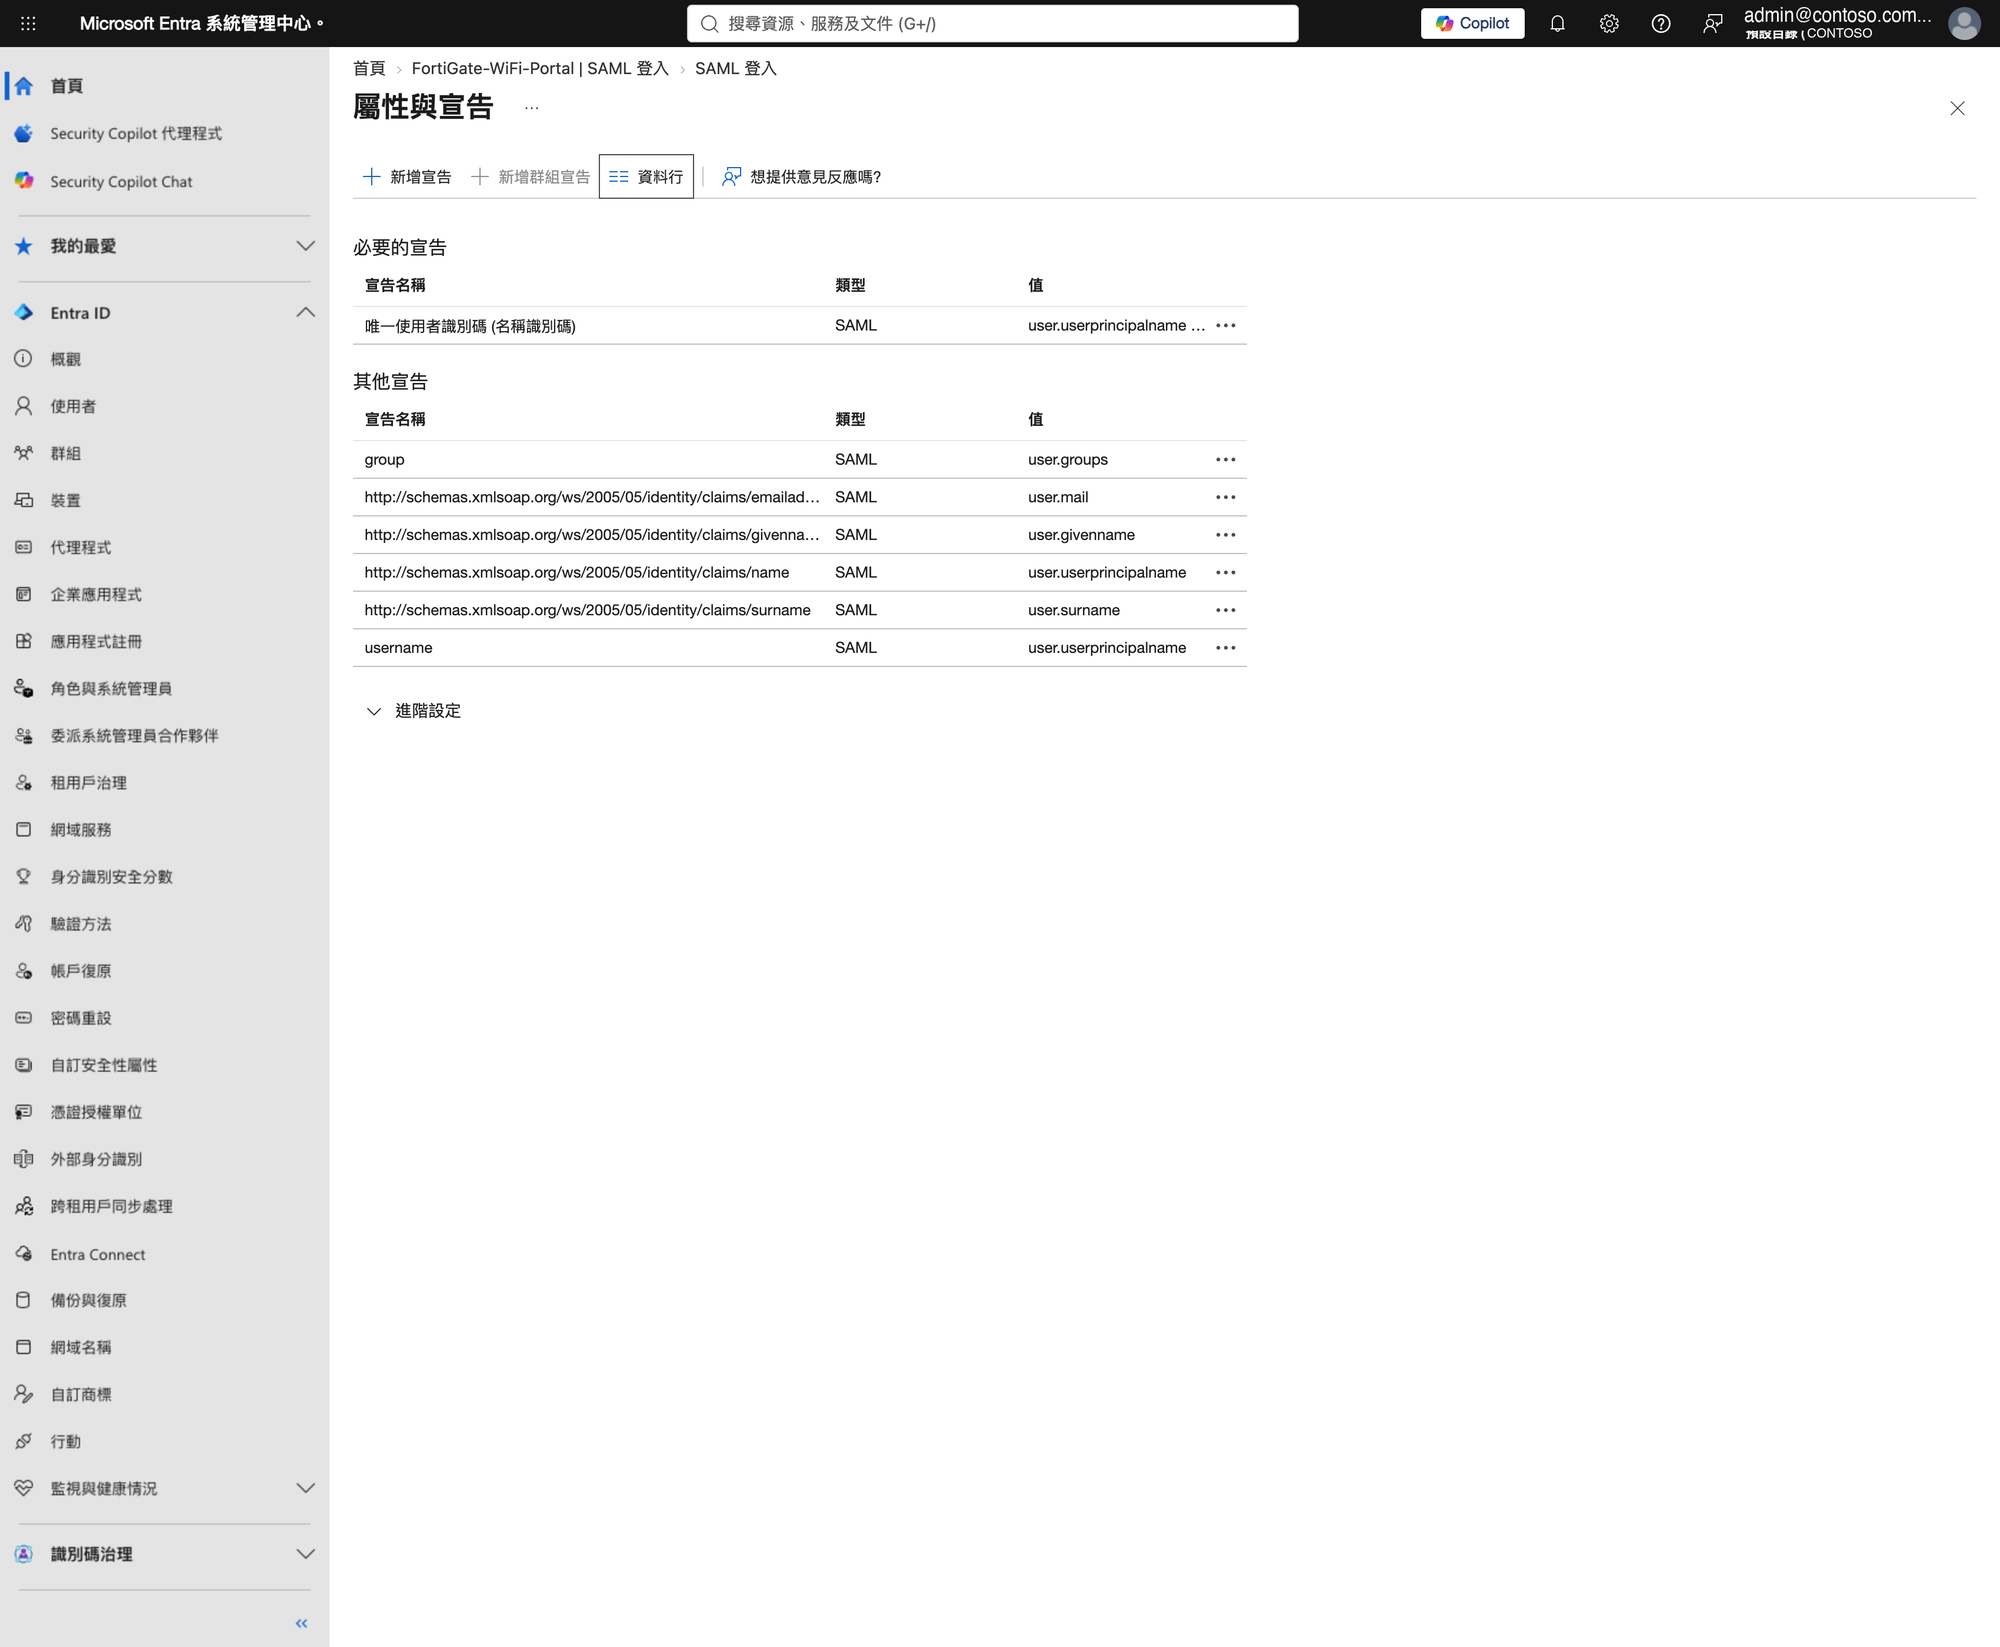 Microsoft Entra 系統管理中心。
搜尋資源、服務及文件 (G+/)
Copilot
admin@contoso.com...
預設目錄 (CONTOSO
首頁
Security Copilot 代理程式
Security Copilot Chat
我的最愛
Entra ID
概觀
使用者
群組
裝置
代理程式
企業應用程式
應用程式註冊
角色與系統管理員
委派系統管理員合作夥伴
租用戶治理
網域服務
身分識別安全分數
驗證方法
帳戶復原
密碼重設
自訂安全性屬性
憑證授權單位
外部身分識別
跨租用戶同步處理
Entra Connect
備份與復原
網域名稱
自訂商標
行動
監視與健康情況
識別碼治理
首頁 › FortiGate-WiFi-Portal | SAML 登入 › SAML 登入
屬性與宣告 ...
新增宣告 新增群組宣告 資料行 想提供意見反應嗎?
必要的宣告
宣告名稱 類型 值
唯一使用者識別碼 (名稱識別碼) SAML user.userprincipalname ...
其他宣告
宣告名稱 類型 值
group SAML user.groups
http://schemas.xmlsoap.org/ws/2005/05/identity/claims/emailad... SAML user.mail
http://schemas.xmlsoap.org/ws/2005/05/identity/claims/givenna... SAML user.givenname
http://schemas.xmlsoap.org/ws/2005/05/identity/claims/name SAML user.userprincipalname
http://schemas.xmlsoap.org/ws/2005/05/identity/claims/surname SAML user.surname
username SAML user.userprincipalname
進階設定